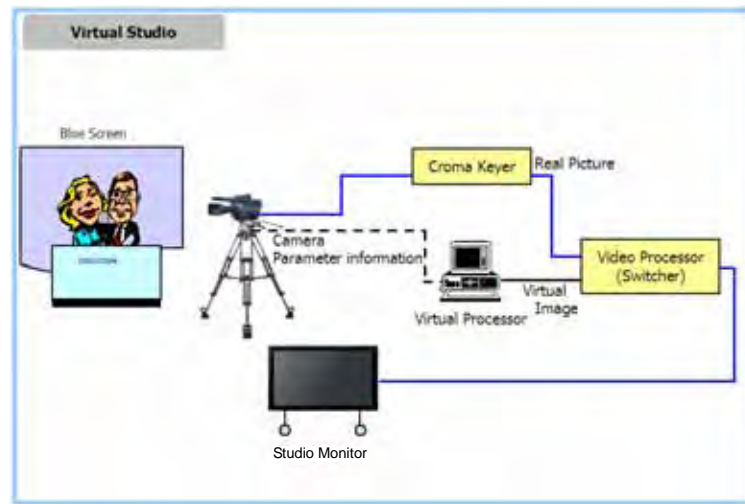 Virtual Studio
Blue Screen
Croma Keyer
Real Picture
Camera
Parameter information
Video Processor
(Switcher)
Virtual
Image
Virtual Processor
Studio Monitor